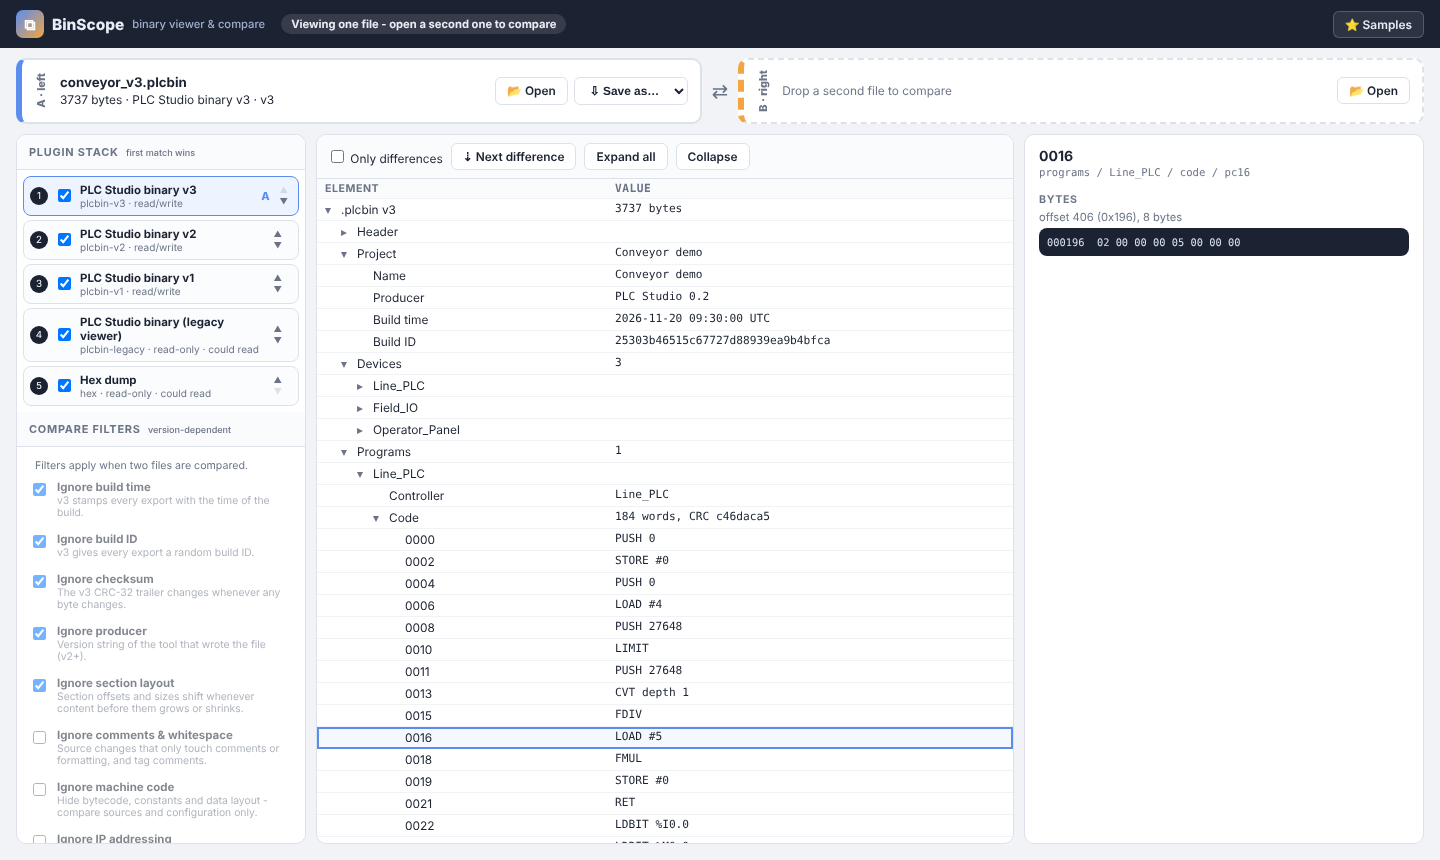 BinScope binary viewer & compare Viewing one file - open a second one to compare ⭐ Samples
A · left
conveyor_v3.plcbin
3737 bytes · PLC Studio binary v3 · v3
📂 Open ⇩ Save as...
⇄
B · right
Drop a second file to compare
📂 Open
PLUGIN STACK first match wins
1 PLC Studio binary v3 A
plcbin-v3 · read/write
2 PLC Studio binary v2
plcbin-v2 · read/write
3 PLC Studio binary v1
plcbin-v1 · read/write
4 PLC Studio binary (legacy
viewer)
plcbin-legacy · read-only · could read
5 Hex dump
hex · read-only · could read
COMPARE FILTERS version-dependent
Filters apply when two files are compared.
Ignore build time
v3 stamps every export with the time of the
build.
Ignore build ID
v3 gives every export a random build ID.
Ignore checksum
The v3 CRC-32 trailer changes whenever any
byte changes.
Ignore producer
Version string of the tool that wrote the file
(v2+).
Ignore section layout
Section offsets and sizes shift whenever
content before them grows or shrinks.
Ignore comments & whitespace
Source changes that only touch comments or
formatting, and tag comments.
Ignore machine code
Hide bytecode, constants and data layout -
compare sources and configuration only.
Ignore IP addressing
Only differences ↓ Next difference Expand all Collapse
ELEMENT VALUE
.plcbin v3 3737 bytes
Header
Project Conveyor demo
Name Conveyor demo
Producer PLC Studio 0.2
Build time 2026-11-20 09:30:00 UTC
Build ID 25303b46515c67727d88939ea9b4bfca
Devices 3
Line_PLC
Field_IO
Operator_Panel
Programs 1
Line_PLC
Controller Line_PLC
Code 184 words, CRC c46daca5
0000 PUSH 0
0002 STORE #0
0004 PUSH 0
0006 LOAD #4
0008 PUSH 27648
0010 LIMIT
0011 PUSH 27648
0013 CVT depth 1
0015 FDIV
0016 LOAD #5
0018 FMUL
0019 STORE #0
0021 RET
0022 LDBIT %I0.0
0016
programs / Line_PLC / code / pc16
BYTES
offset 406 (0x196), 8 bytes
000196 02 00 00 00 05 00 00 00